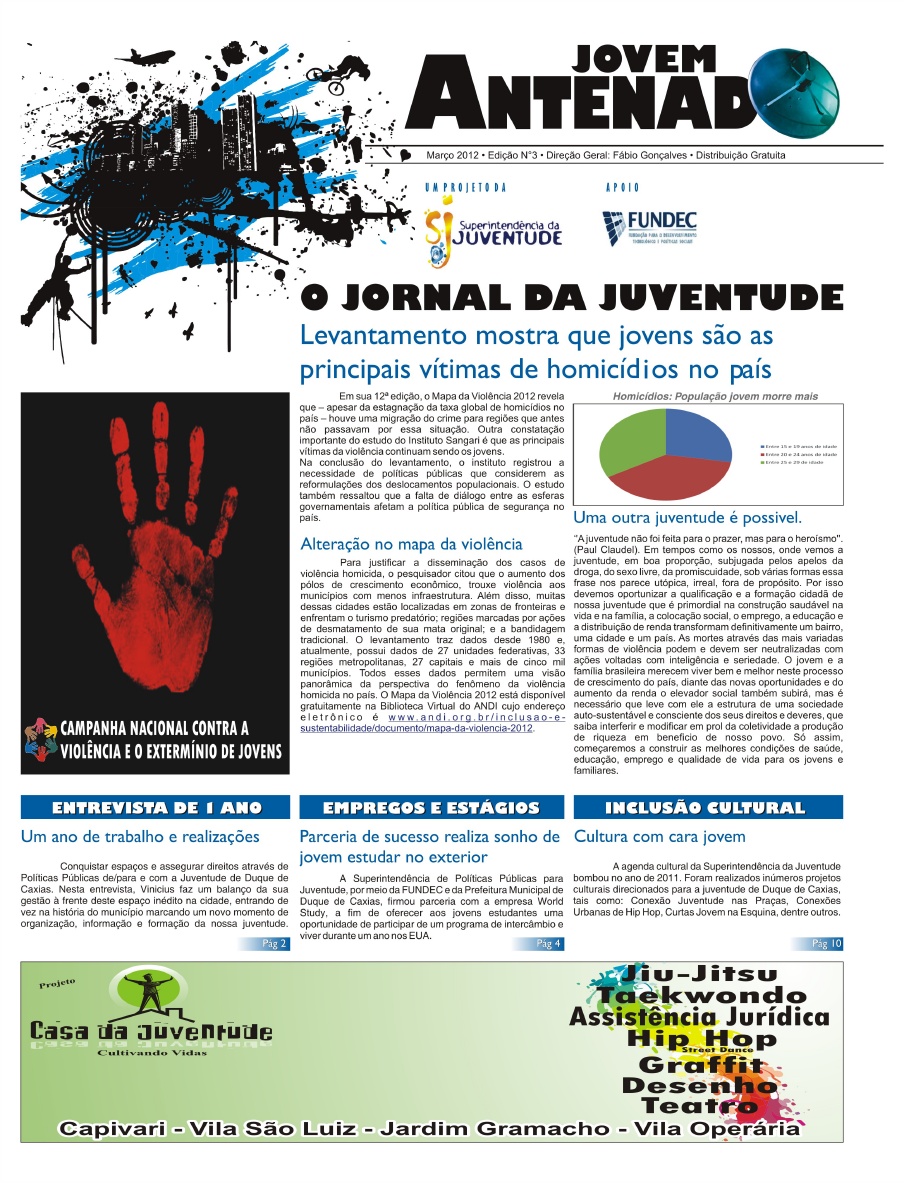 JOVEM
ANTENADO
Março 2012 • Edição N°3 • Direção Geral: Fábio Gonçalves • Distribuição Gratuita
UM PROJETO DA
APOIO
SJ Superintendência da
JUVENTUDE
FUNDEC
FUNDAÇÃO PARA O DESENVOLVIMENTO
TECNOLÓGICO E POLÍTICAS SOCIAIS
O JORNAL DA JUVENTUDE
Levantamento mostra que jovens são as
principais vítimas de homicídios no país
CAMPANHA NACIONAL CONTRA A
VIOLÊNCIA E O EXTERMÍNIO DE JOVENS
Em sua 12ª edição, o Mapa da Violência 2012 revela
que – apesar da estagnação da taxa global de homicídios no
país – houve uma migração do crime para regiões que antes
não passavam por essa situação. Outra constatação
importante do estudo do Instituto Sangari é que as principais
vítimas da violência continuam sendo os jovens.
Na conclusão do levantamento, o instituto registrou a
necessidade de políticas públicas que considerem as
reformulações dos deslocamentos populacionais. O estudo
também ressaltou que a falta de diálogo entre as esferas
governamentais afetam a política pública de segurança no
país.
Alteração no mapa da violência
Para justificar a disseminação dos casos de
violência homicida, o pesquisador citou que o aumento dos
pólos de crescimento econômico, trouxe violência aos
municípios com menos infraestrutura. Além disso, muitas
dessas cidades estão localizadas em zonas de fronteiras e
enfrentam o turismo predatório; regiões marcadas por ações
de desmatamento de sua mata original; e a bandidagem
tradicional. O levantamento traz dados desde 1980 e,
atualmente, possui dados de 27 unidades federativas, 33
regiões metropolitanas, 27 capitais e mais de cinco mil
municípios. Todos esses dados permitem uma visão
panorâmica da perspectiva do fenômeno da violência
homicida no país. O Mapa da Violência 2012 está disponível
gratuitamente na Biblioteca Virtual do ANDI cujo endereço
eletrônico é www.andi.org.br/inclusao-e-
sustentabilidade/documento/mapa-da-violencia-2012.
Homicídios: População jovem morre mais
Entre 15 e 19 anos de idade
Entre 20 e 24 anos de idade
Entre 25 e 29 de idade
Uma outra juventude é possivel.
"A juventude não foi feita para o prazer, mas para o heroísmo".
(Paul Claudel). Em tempos como os nossos, onde vemos a
juventude, em boa proporção, subjugada pelos apelos da
droga, do sexo livre, da promiscuidade, sob várias formas essa
frase nos parece utópica, irreal, fora de propósito. Por isso
devemos oportunizar a qualificação e a formação cidadã de
nossa juventude que é primordial na construção saudável na
vida e na família, a colocação social, o emprego, a educação e
a distribuição de renda transformam definitivamente um bairro,
uma cidade e um país. As mortes através das mais variadas
formas de violência podem e devem ser neutralizadas com
ações voltadas com inteligência e seriedade. O jovem e a
família brasileira merecem viver bem e melhor neste processo
de crescimento do país, diante das novas oportunidades e do
aumento da renda o elevador social também subirá, mas é
necessário que leve com ele a estrutura de uma sociedade
auto-sustentável e consciente dos seus direitos e deveres, que
saiba interferir e modificar em prol da coletividade a produção
de riqueza em beneficio de nosso povo. Só assim,
começaremos a construir as melhores condições de saúde,
educação, emprego e qualidade de vida para os jovens e
familiares.
ENTREVISTA DE 1 ANO
Um ano de trabalho e realizações
Conquistar espaços e assegurar direitos através de
Políticas Públicas de/para e com a Juventude de Duque de
Caxias. Nesta entrevista, Vinicius faz um balanço da sua
gestão à frente deste espaço inédito na cidade, entrando de
vez na história do município marcando um novo momento de
organização, informação e formação da nossa juventude.
Pág 2
EMPREGOS E ESTÁGIOS
Parceria de sucesso realiza sonho de
jovem estudar no exterior
A Superintendência de Políticas Públicas para
Juventude, por meio da FUNDEC e da Prefeitura Municipal de
Duque de Caxias, firmou parceria com a empresa World
Study, a fim de oferecer aos jovens estudantes uma
oportunidade de participar de um programa de intercâmbio e
viver durante um ano nos EUA.
Pág 4
INCLUSÃO CULTURAL
Cultura com cara jovem
A agenda cultural da Superintendência da Juventude
bombou no ano de 2011. Foram realizados inúmeros projetos
culturais direcionados para a juventude de Duque de Caxias,
tais como: Conexão Juventude nas Praças, Conexões
Urbanas de Hip Hop, Curtas Jovem na Esquina, dentre outros.
Pág 10
Projeto
Casa da Juventude
Cultivando Vidas
Jiu-Jitsu
Taekwondo
Assistência Jurídica
Hip Hop
Street Dance
Graffit
Desenho
Teatro
Capivari - Vila São Luiz - Jardim Gramacho - Vila Operária